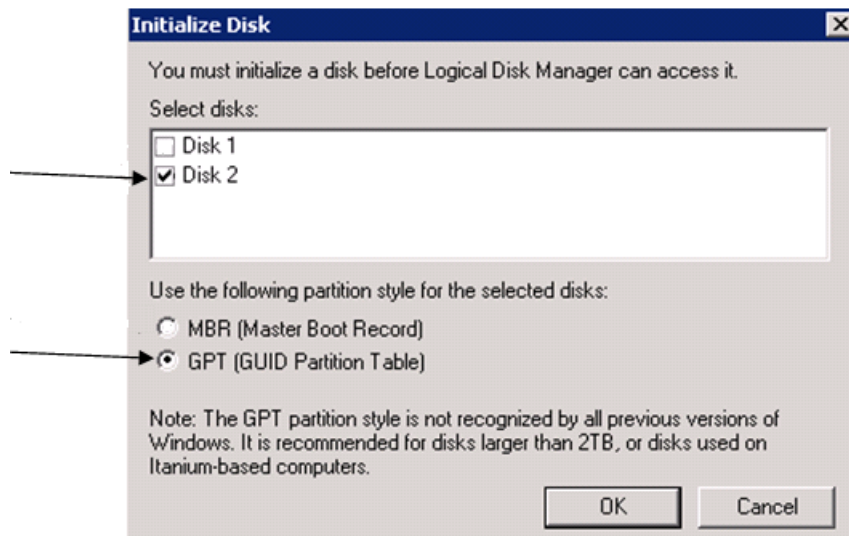 Initialize Disk
You must initialize a disk before Logical Disk Manager can access it.
Select disks:
Disk 1
Disk 2
Use the following partition style for the selected disks:
MBR (Master Boot Record)
GPT (GUID Partition Table)
Note: The GPT partition style is not recognized by all previous versions of
Windows. It is recommended for disks larger than 2TB, or disks used on
Itanium-based computers.
OK
Cancel